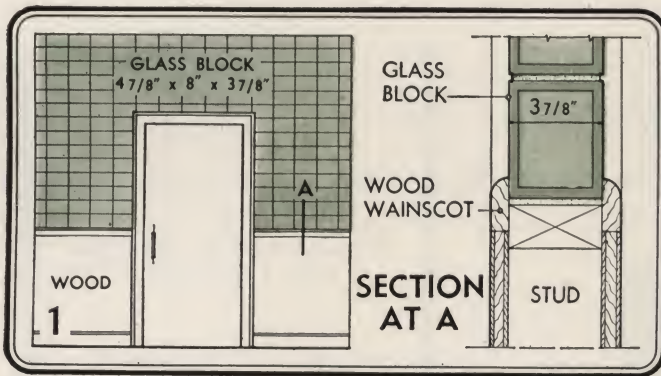 GLASS BLOCK
4 7/8" x 8" x 3 7/8"
A
WOOD
1
GLASS
BLOCK
3 7/8"
WOOD
WAINSCOT
SECTION
AT A
STUD